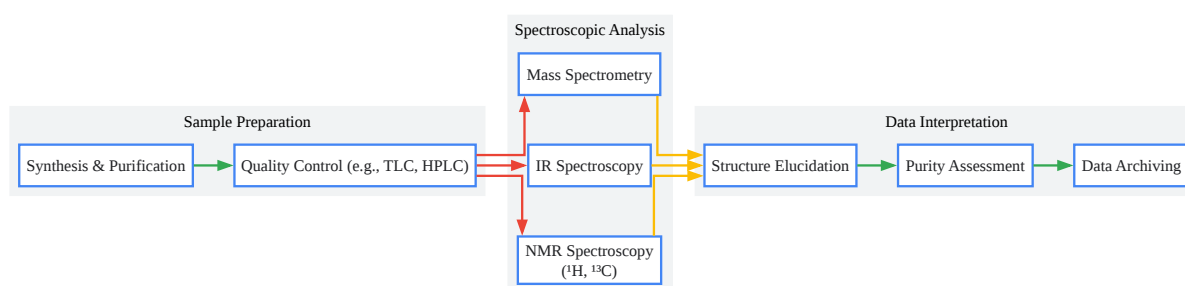 Spectroscopic Analysis
Mass Spectrometry
Sample Preparation
Data Interpretation
Synthesis & Purification
Quality Control (e.g., TLC, HPLC)
IR Spectroscopy
Structure Elucidation
Purity Assessment
Data Archiving
NMR Spectroscopy
(¹H, ¹³C)